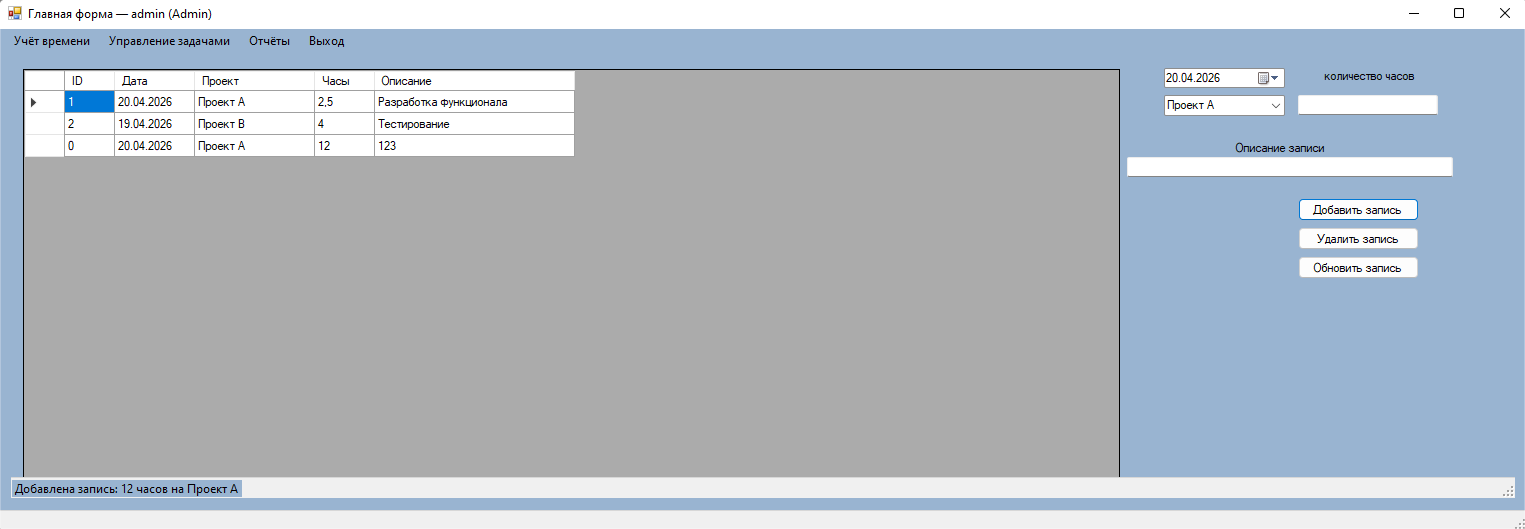 Главная форма — admin (Admin)
Учёт времени Управление задачами Отчёты Выход
ID Дата Проект Часы Описание
1 20.04.2026 Проект А 2,5 Разработка функционала
2 19.04.2026 Проект В 4 Тестирование
0 20.04.2026 Проект А 12 123
20.04.2026
количество часов
Проект А
Описание записи
Добавить запись
Удалить запись
Обновить запись
Добавлена запись: 12 часов на Проект А